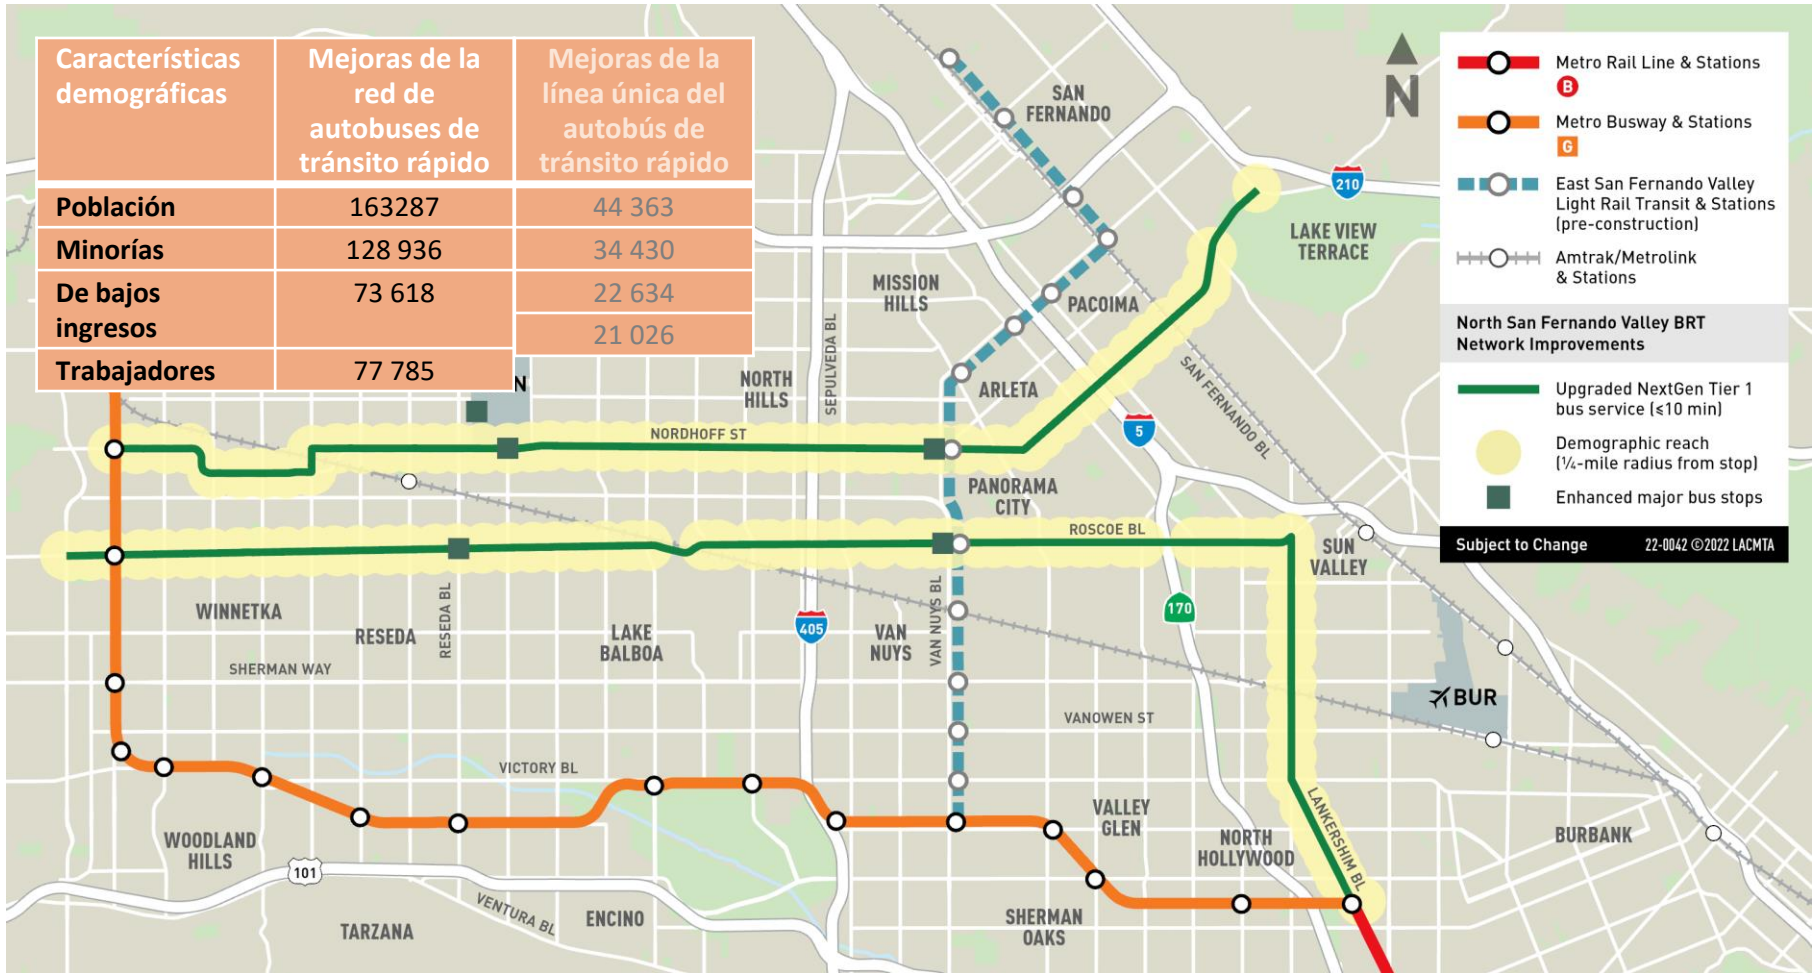 Características
demográficas
Mejoras de la
red de
autobuses de
tránsito rápido
Mejoras de la
línea única del
autobús de
tránsito rápido
Población
163287
44 363
Minorías
128 936
34 430
De bajos
ingresos
73 618
22 634
21 026
Trabajadores
77 785
N
N
SAN
FERNANDO
210
LAKE VIEW
TERRACE
MISSION
HILLS
PACOIMA
SEPULVEDA BL
NORTH
HILLS
ARLETA
SAN FERNANDO BL
NORDHOFF ST
5
PANORAMA
CITY
ROSCOE BL
SUN
VALLEY
WINNETKA
RESEDA
RESEDA BL
LAKE
BALBOA
405
VAN
NUYS
VAN NUYS BL
170
SHERMAN WAY
BUR
VANOWEN ST
VICTORY BL
LANKERSHIM BL
WOODLAND
HILLS
VALLEY
GLEN
NORTH
HOLLYWOOD
BURBANK
101
VENTURA BL
TARZANA
ENCINO
SHERMAN
OAKS
Metro Rail Line & Stations
B
Metro Busway & Stations
G
East San Fernando Valley
Light Rail Transit & Stations
(pre-construction)
Amtrak/Metrolink
& Stations
North San Fernando Valley BRT
Network Improvements
Upgraded NextGen Tier 1
bus service (≤10 min)
Demographic reach
(¼-mile radius from stop)
Enhanced major bus stops
Subject to Change 22-0042 ©2022 LACMTA